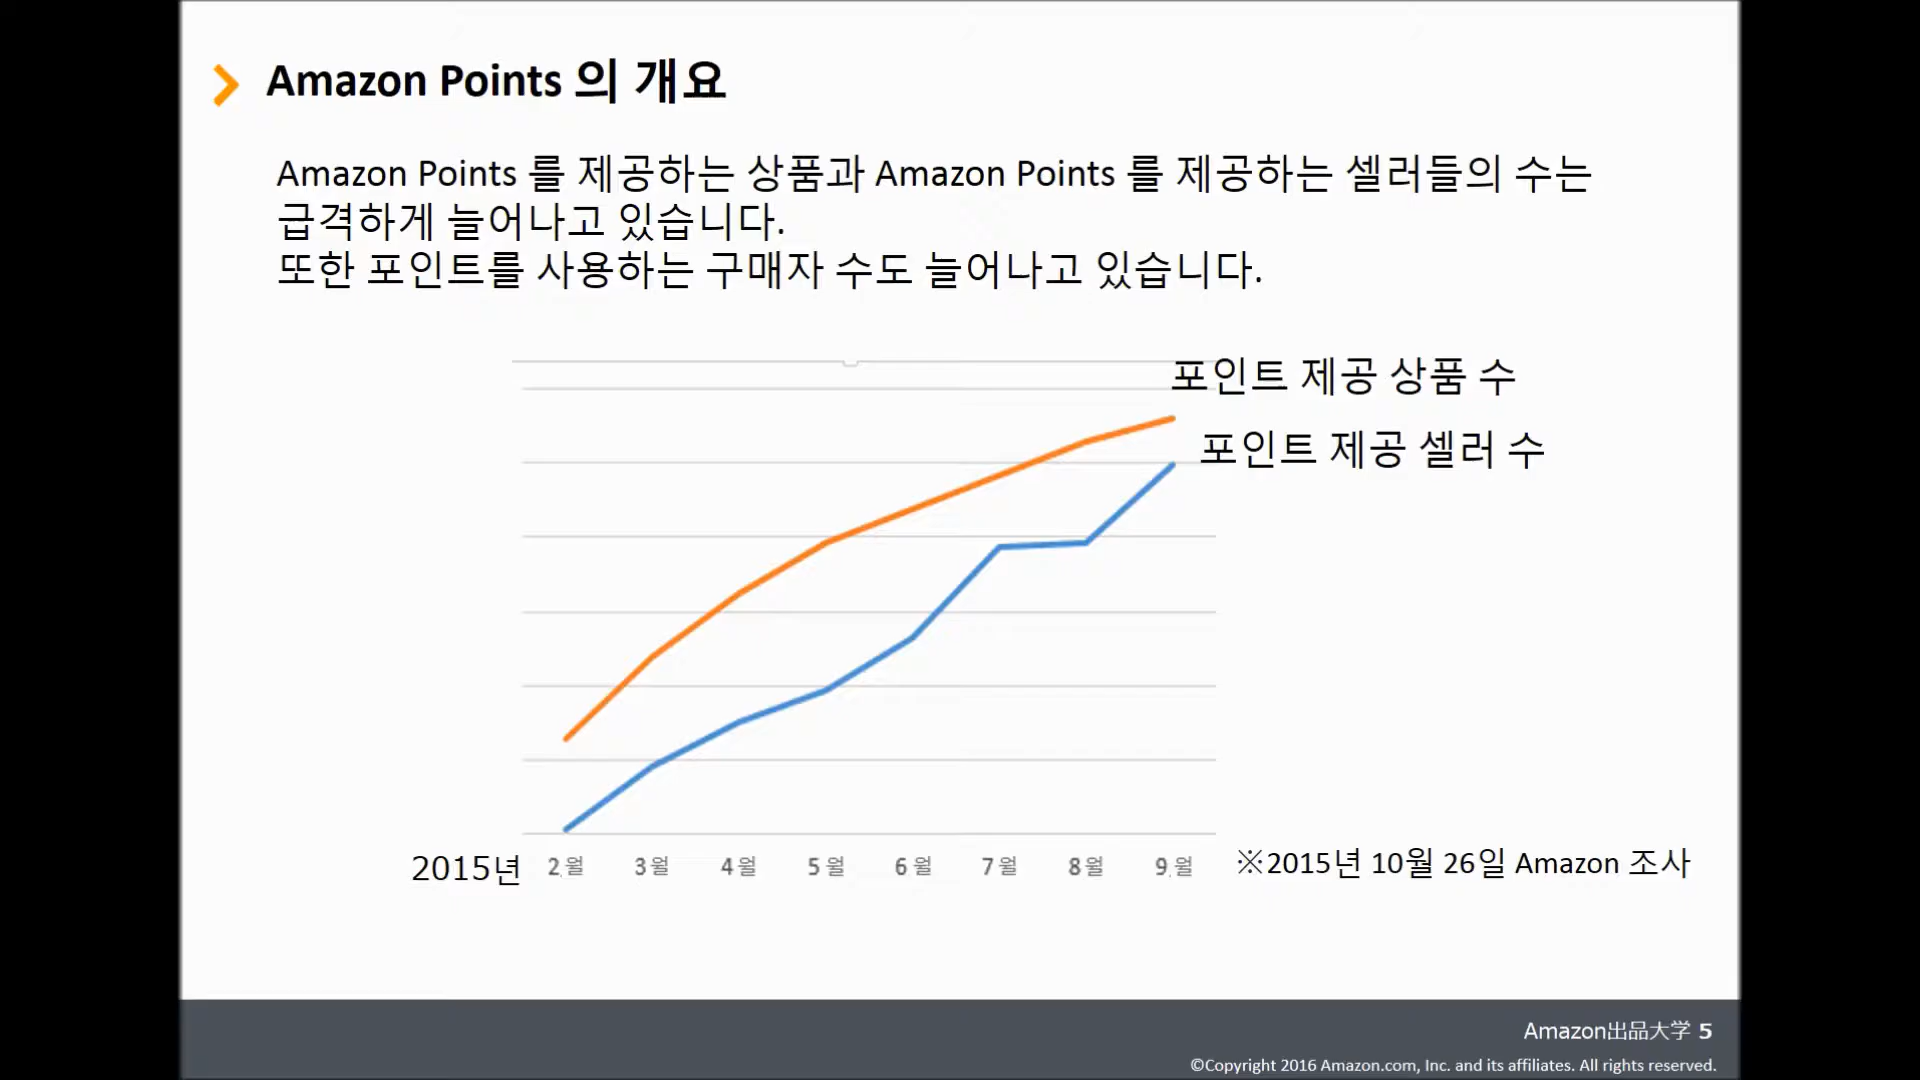 Amazon Points 의 개요
Amazon Points 를 제공하는 상품과 Amazon Points 를 제공하는 셀러들의 수는
급격하게 늘어나고 있습니다.
또한 포인트를 사용하는 구매자 수도 늘어나고 있습니다.
포인트 제공 상품 수
포인트 제공 셀러 수
2015년 2월 3월 4월 5월 6월 7월 8월 9월
※2015년 10월 26일 Amazon 조사
Amazon出品大学 5
©Copyright 2016 Amazon.com, Inc. and its affiliates. All rights reserved.